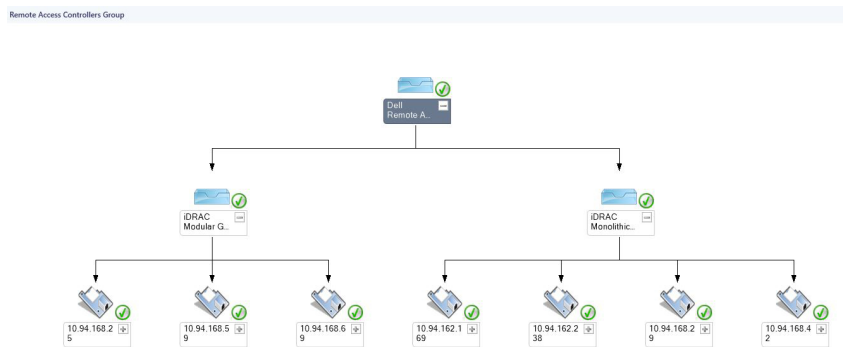 Remote Access Controllers Group
Dell
Remote A..
iDRAC
Modular G..
iDRAC
Monolithic..
10.94.168.2
5
10.94.168.5
9
10.94.168.6
9
10.94.162.1
69
10.94.162.2
38
10.94.168.2
9
10.94.168.4
2